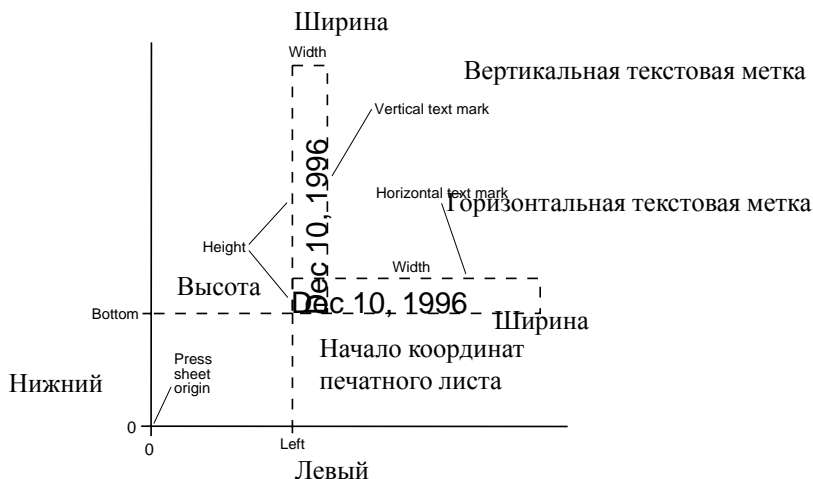 Ширина
Width
Вертикальная текстовая метка
Vertical text mark
Dec 10, 1996
Horizontal text mark
Горизонтальная текстовая метка
Height
Width
Высота
Dec 10, 1996
Bottom
Ширина
Начало координат
печатного листа
Press
sheet
origin
Нижний
0
0
Left
Левый